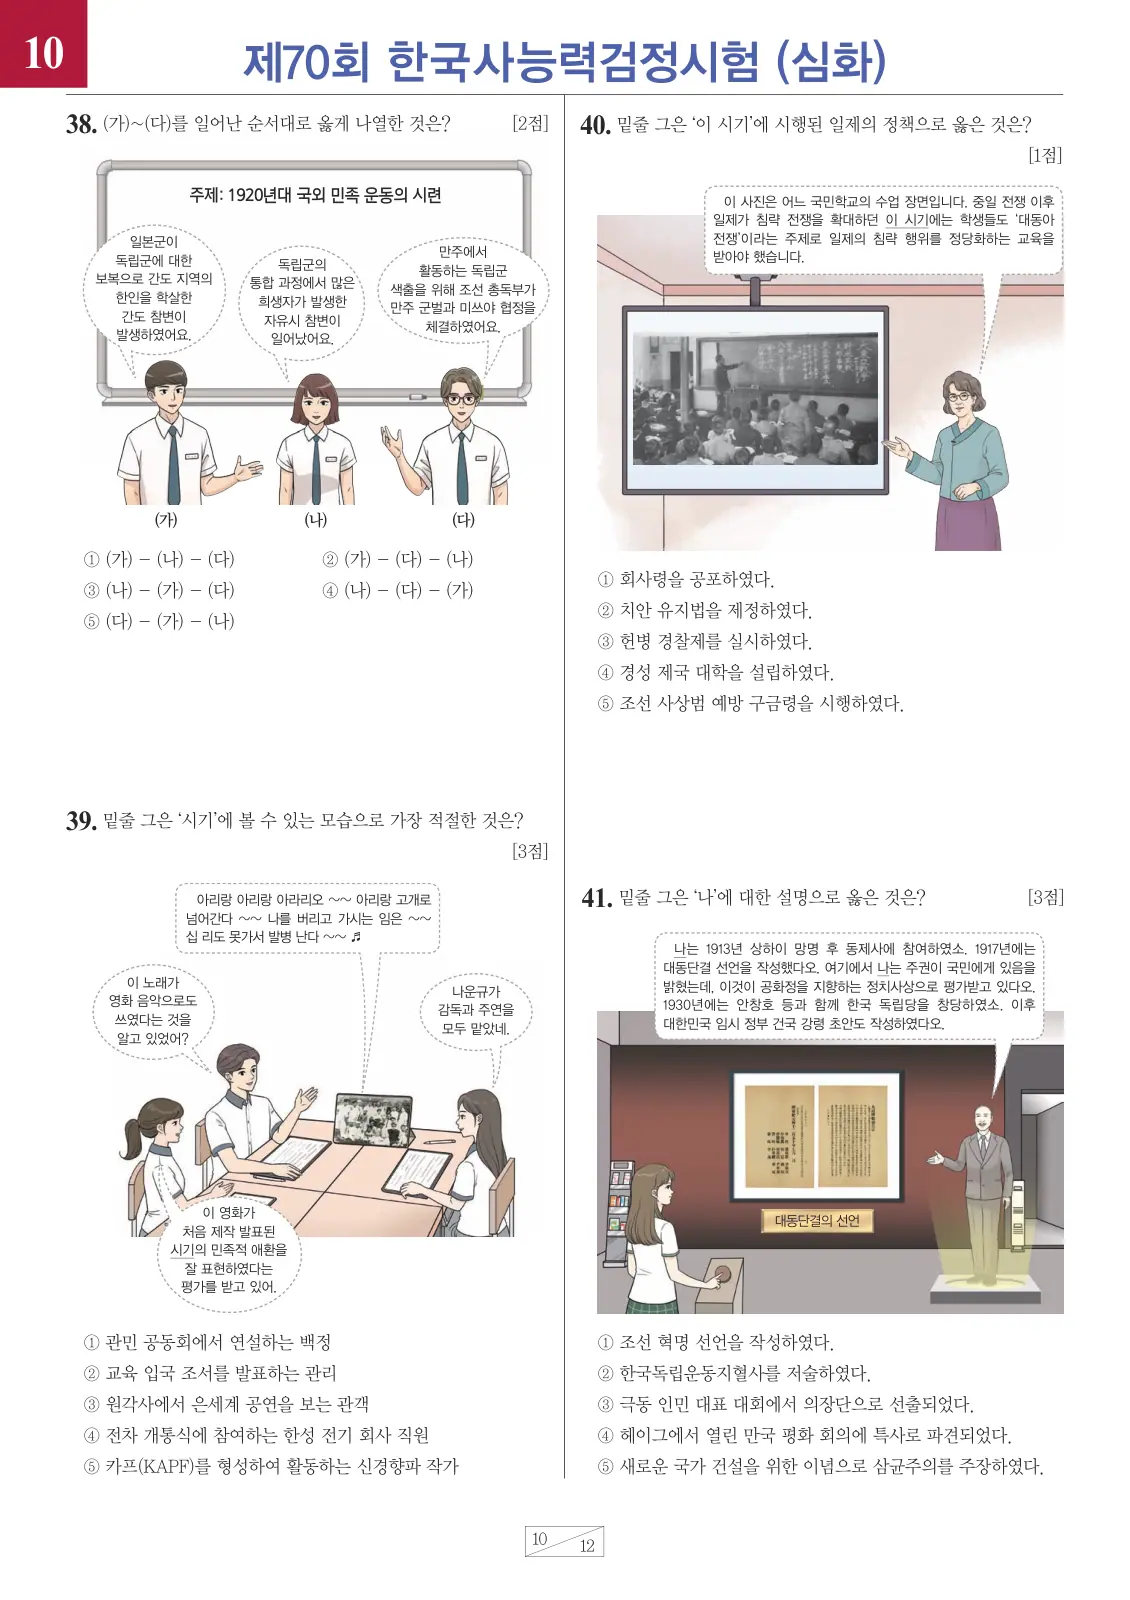 10
제70회 한국사능력검정시험 (심화)
38. (가)~(다)를 일어난 순서대로 옳게 나열한 것은? [2점]
주제: 1920년대 국외 민족 운동의 시련
일본군이
독립군에 대한
보복으로 간도 지역의
한인을 학살한
간도 참변이
발생하였어요.
독립군의
통합 과정에서 많은
희생자가 발생한
자유시 참변이
일어났어요.
만주에서
활동하는 독립군
색출을 위해 조선 총독부가
만주 군벌과 미쓰야 협정을
체결하였어요.
(가) (나) (다)
① (가) - (나) - (다) ② (가) - (다) - (나)
③ (나) - (가) - (다) ④ (나) - (다) - (가)
⑤ (다) - (가) - (나)
39. 밑줄 그은 ‘시기’에 볼 수 있는 모습으로 가장 적절한 것은?
[3점]
아리랑 아리랑 아라리오 ~~ 아리랑 고개로
넘어간다 ~~ 나를 버리고 가시는 임은 ~~
십 리도 못가서 발병 난다 ~~ ♬
이 노래가
영화 음악으로도
쓰였다는 것을
알고 있었어?
나운규가
감독과 주연을
모두 맡았네.
이 영화가
처음 제작 발표된
시기의 민족적 애환을
잘 표현하였다는
평가를 받고 있어.
① 관민 공동회에서 연설하는 백정
② 교육 입국 조서를 발표하는 관리
③ 원각사에서 은세계 공연을 보는 관객
④ 전차 개통식에 참여하는 한성 전기 회사 직원
⑤ 카프(KAPF)를 형성하여 활동하는 신경향파 작가
40. 밑줄 그은 ‘이 시기’에 시행된 일제의 정책으로 옳은 것은?
[1점]
이 사진은 어느 국민학교의 수업 장면입니다. 중일 전쟁 이후
일제가 침략 전쟁을 확대하던 이 시기에는 학생들도 ‘대동아
전쟁’이라는 주제로 일제의 침략 행위를 정당화하는 교육을
받아야 했습니다.
① 회사령을 공포하였다.
② 치안 유지법을 제정하였다.
③ 헌병 경찰제를 실시하였다.
④ 경성 제국 대학을 설립하였다.
⑤ 조선 사상범 예방 구금령을 시행하였다.
41. 밑줄 그은 ‘나’에 대한 설명으로 옳은 것은? [3점]
나는 1913년 상하이 망명 후 동제사에 참여하였소. 1917년에는
대동단결 선언을 작성했다오. 여기에서 나는 주권이 국민에게 있음을
밝혔는데, 이것이 공화정을 지향하는 정치사상으로 평가받고 있다오.
1930년에는 안창호 등과 함께 한국 독립당을 창당하였소. 이후
대한민국 임시 정부 건국 강령 초안도 작성하였다오.
대동단결의 선언
① 조선 혁명 선언을 작성하였다.
② 한국독립운동지혈사를 저술하였다.
③ 극동 인민 대표 대회에서 의장단으로 선출되었다.
④ 헤이그에서 열린 만국 평화 회의에 특사로 파견되었다.
⑤ 새로운 국가 건설을 위한 이념으로 삼균주의를 주장하였다.
10
12